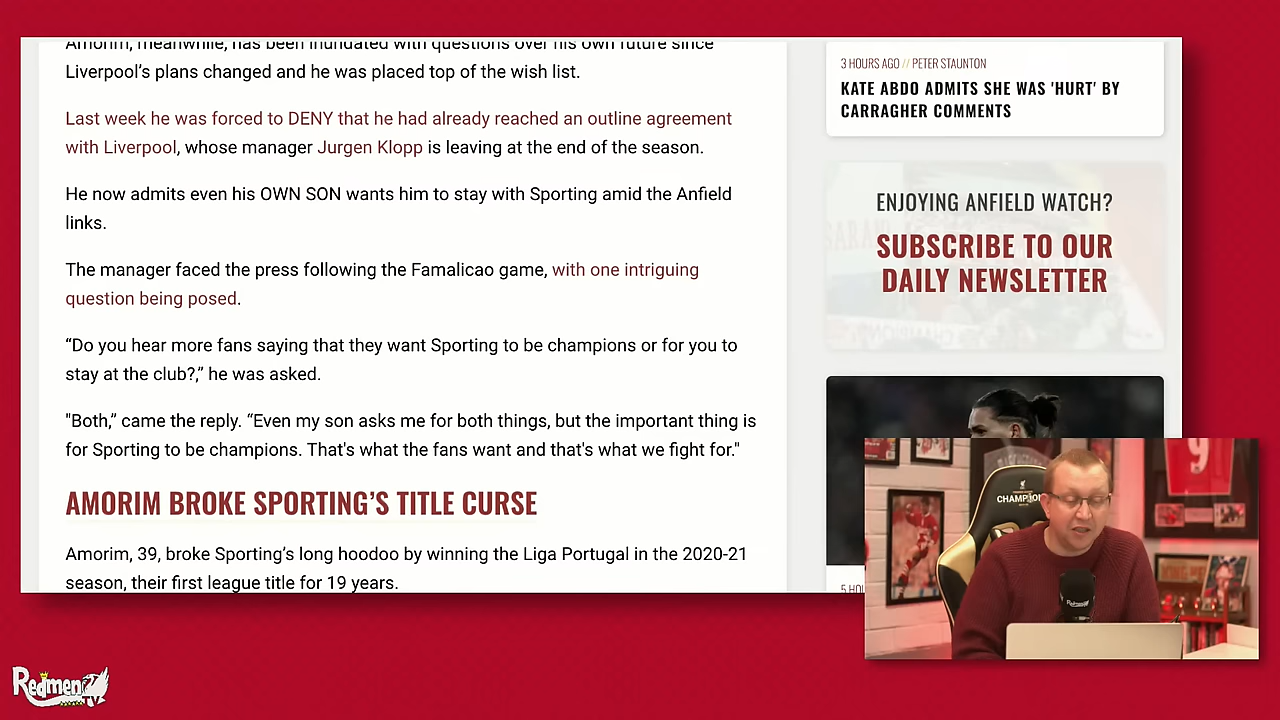 Amorim, meanwhile, has been inundated with questions over his own future since
Liverpool’s plans changed and he was placed top of the wish list.
Last week he was forced to DENY that he had already reached an outline agreement
with Liverpool, whose manager Jurgen Klopp is leaving at the end of the season.
He now admits even his OWN SON wants him to stay with Sporting amid the Anfield
links.
The manager faced the press following the Famalicao game, with one intriguing
question being posed.
“Do you hear more fans saying that they want Sporting to be champions or for you to
stay at the club?,” he was asked.
"Both,” came the reply. “Even my son asks me for both things, but the important thing is
for Sporting to be champions. That's what the fans want and that's what we fight for."
AMORIM BROKE SPORTING’S TITLE CURSE
Amorim, 39, broke Sporting’s long hoodoo by winning the Liga Portugal in the 2020-21
season, their first league title for 19 years.
3 HOURS AGO // PETER STAUNTON
KATE ABDO ADMITS SHE WAS 'HURT' BY
CARRAGHER COMMENTS
ENJOYING ANFIELD WATCH?
SUBSCRIBE TO OUR
DAILY NEWSLETTER
5 HOU
CHAMPIO
9
Redmen
Redmen
TV